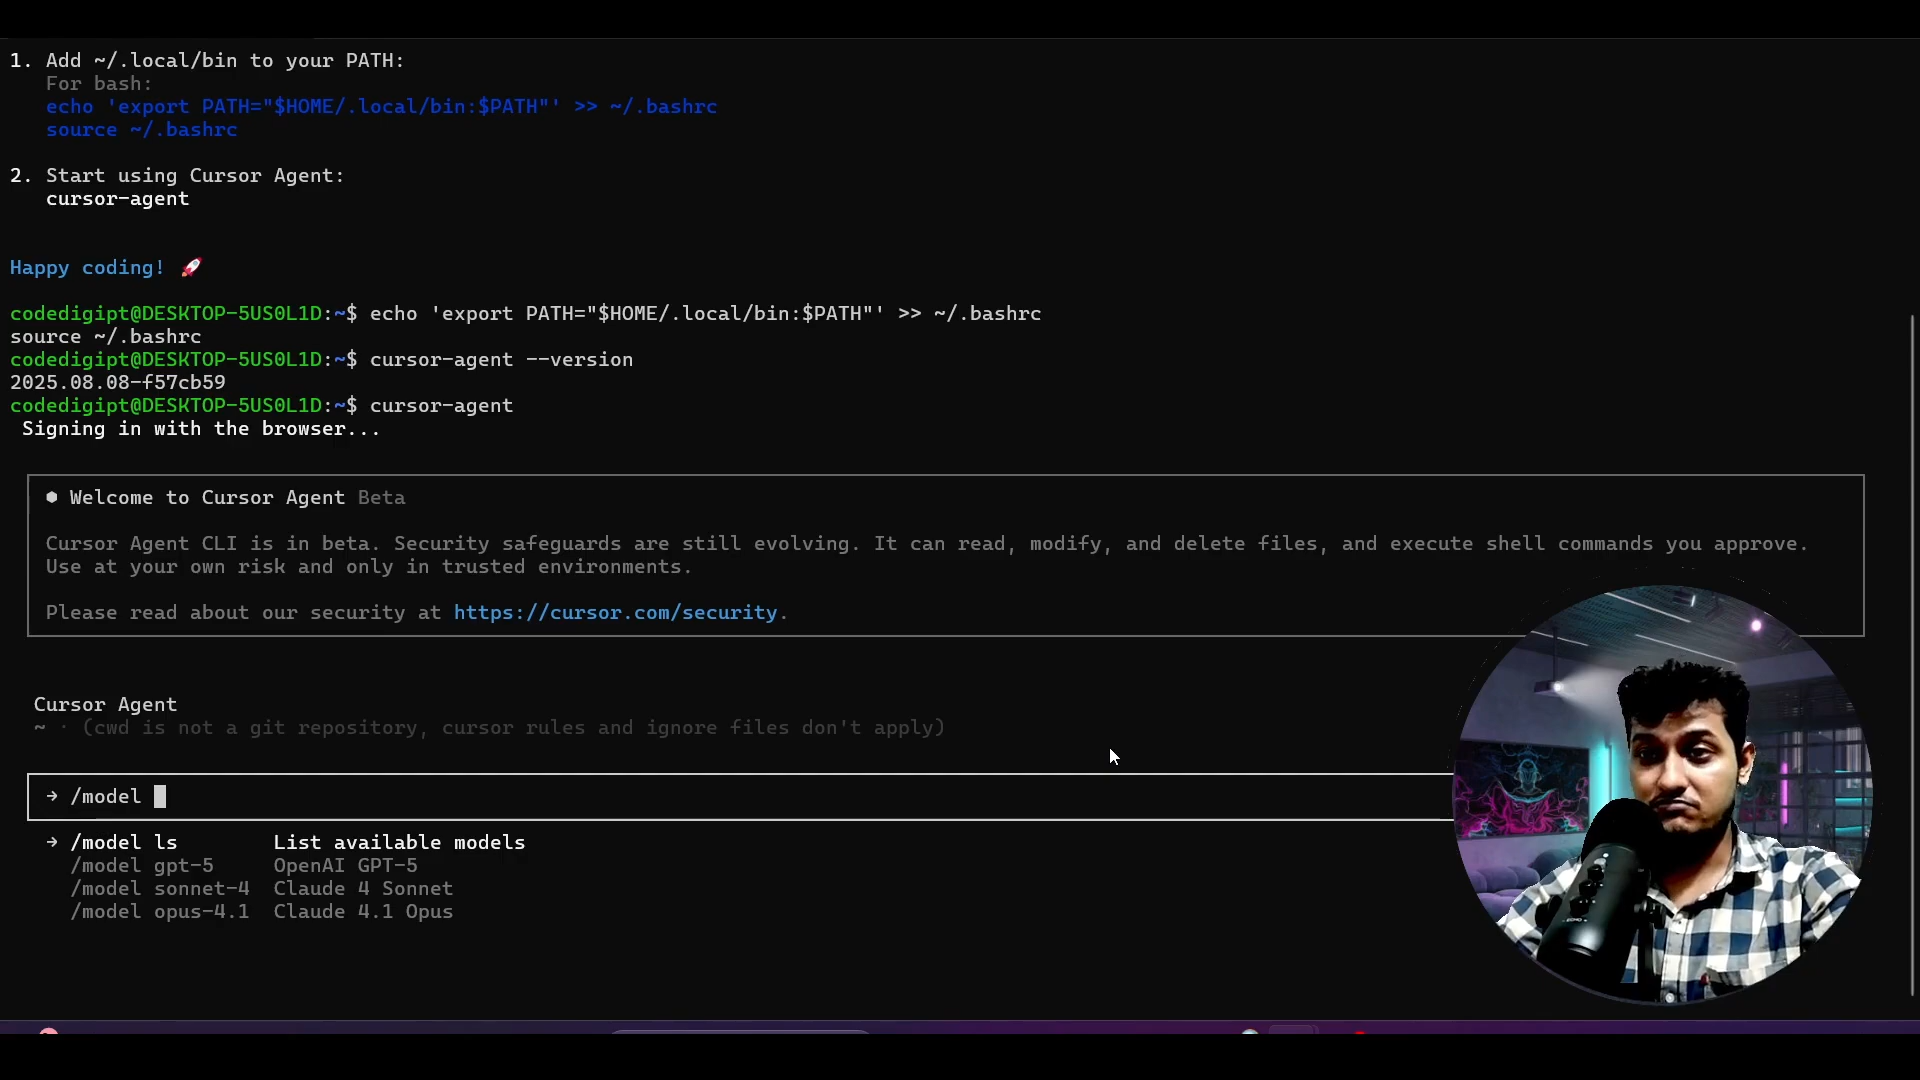 1. Add ~/.local/bin to your PATH:
For bash:
echo 'export PATH="$HOME/.local/bin:$PATH"' >> ~/.bashrc
source ~/.bashrc
2. Start using Cursor Agent:
cursor-agent
Happy coding! 🚀
codedigipt@DESKTOP-5US0L1D:~$ echo 'export PATH="$HOME/.local/bin:$PATH"' >> ~/.bashrc
source ~/.bashrc
codedigipt@DESKTOP-5US0L1D:~$ cursor-agent --version
2025.08.08-f57cb59
codedigipt@DESKTOP-5US0L1D:~$ cursor-agent
Signing in with the browser...
⬢ Welcome to Cursor Agent Beta
Cursor Agent CLI is in beta. Security safeguards are still evolving. It can read, modify, and delete files, and execute shell commands you approve.
Use at your own risk and only in trusted environments.
Please read about our security at https://cursor.com/security.
Cursor Agent
~ · (cwd is not a git repository, cursor rules and ignore files don't apply)
→ /model
→ /model ls List available models
/model gpt-5 OpenAI GPT-5
/model sonnet-4 Claude 4 Sonnet
/model opus-4.1 Claude 4.1 Opus